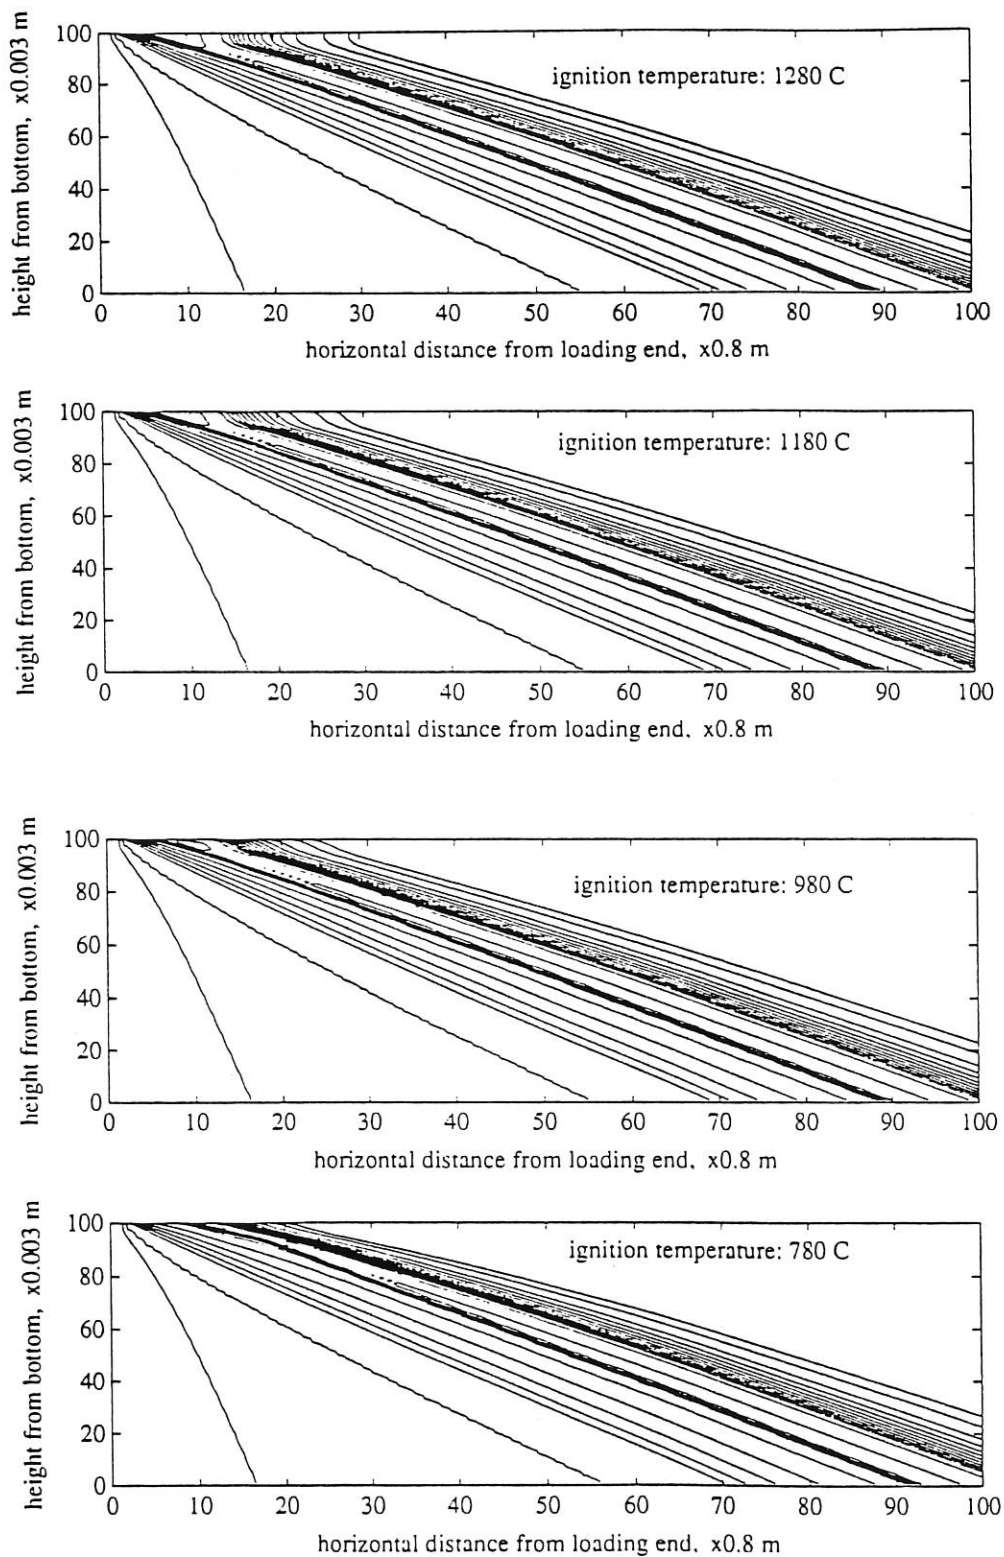 height from bottom, x0.003 m
100
80
60
40
20
0
ignition temperature: 1280 C
0 10 20 30 40 50 60 70 80 90 100
horizontal distance from loading end, x0.8 m
height from bottom, x0.003 m
100
80
60
40
20
0
ignition temperature: 1180 C
0 10 20 30 40 50 60 70 80 90 100
horizontal distance from loading end, x0.8 m
height from bottom, x0.003 m
100
80
60
40
20
0
ignition temperature: 980 C
0 10 20 30 40 50 60 70 80 90 100
horizontal distance from loading end, x0.8 m
height from bottom, x0.003 m
100
80
60
40
20
0
ignition temperature: 780 C
0 10 20 30 40 50 60 70 80 90 100
horizontal distance from loading end, x0.8 m